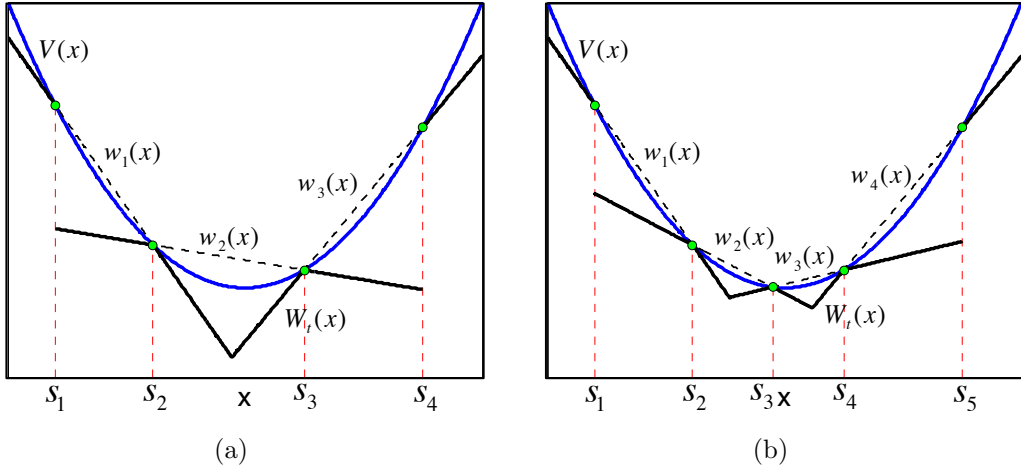 V(x)
w₁(x)
w₂(x)
w₃(x)
Wₜ(x)
s₁ s₂ x s₃ s₄
(a)
V(x)
w₁(x)
w₂(x)
w₃(x)
w₄(x)
Wₜ(x)
s₁ s₂ s₃ x s₄ s₅
(b)